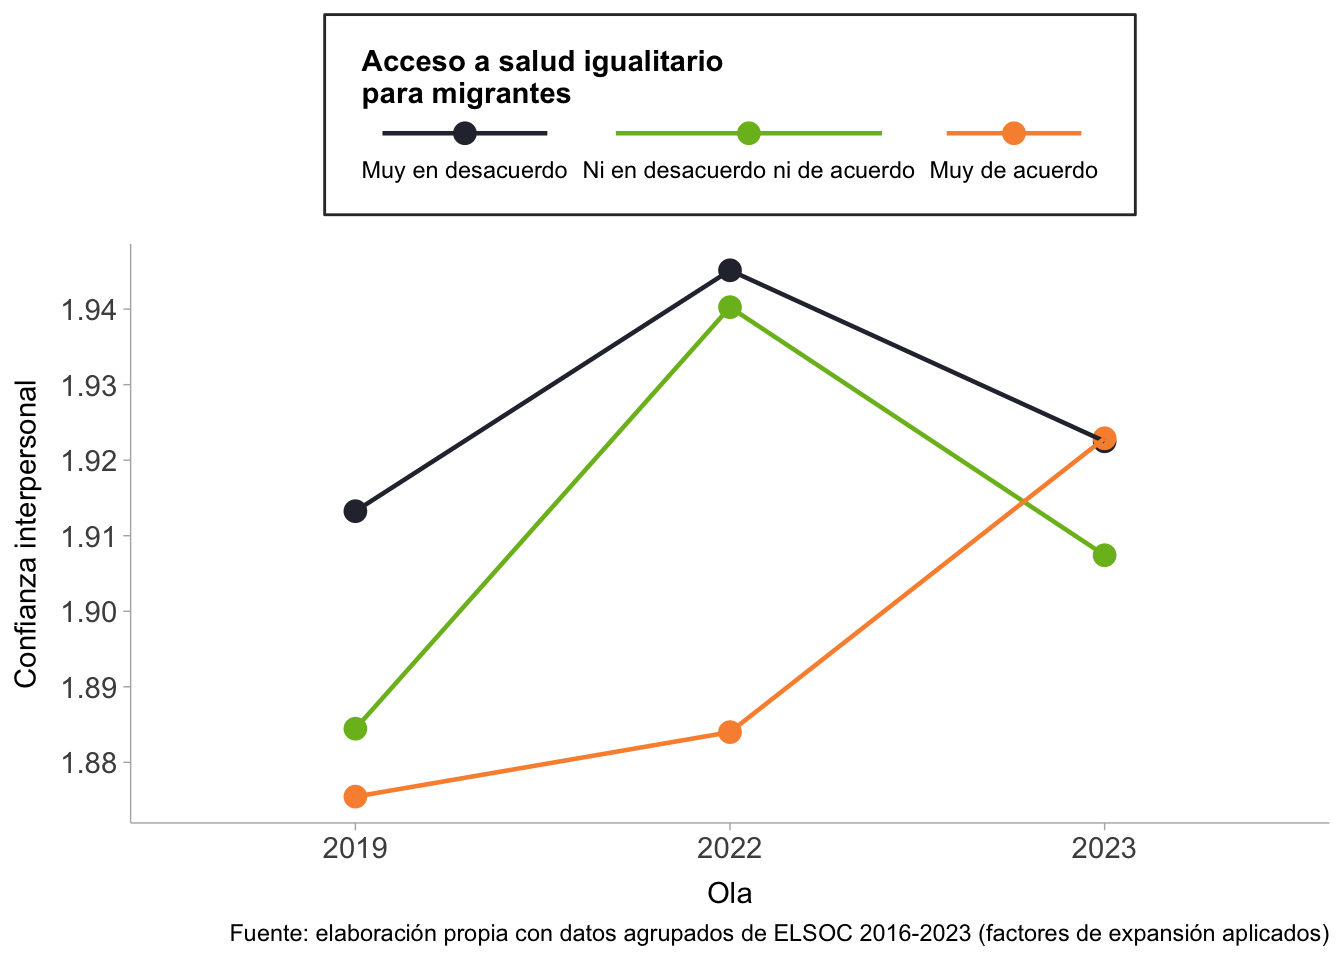 Acceso a salud igualitario
para migrantes
Muy en desacuerdo Ni en desacuerdo ni de acuerdo Muy de acuerdo
Confianza interpersonal
1.94
1.93
1.92
1.91
1.90
1.89
1.88
2019 2022 2023
Ola
Fuente: elaboración propia con datos agrupados de ELSOC 2016-2023 (factores de expansión aplicados)